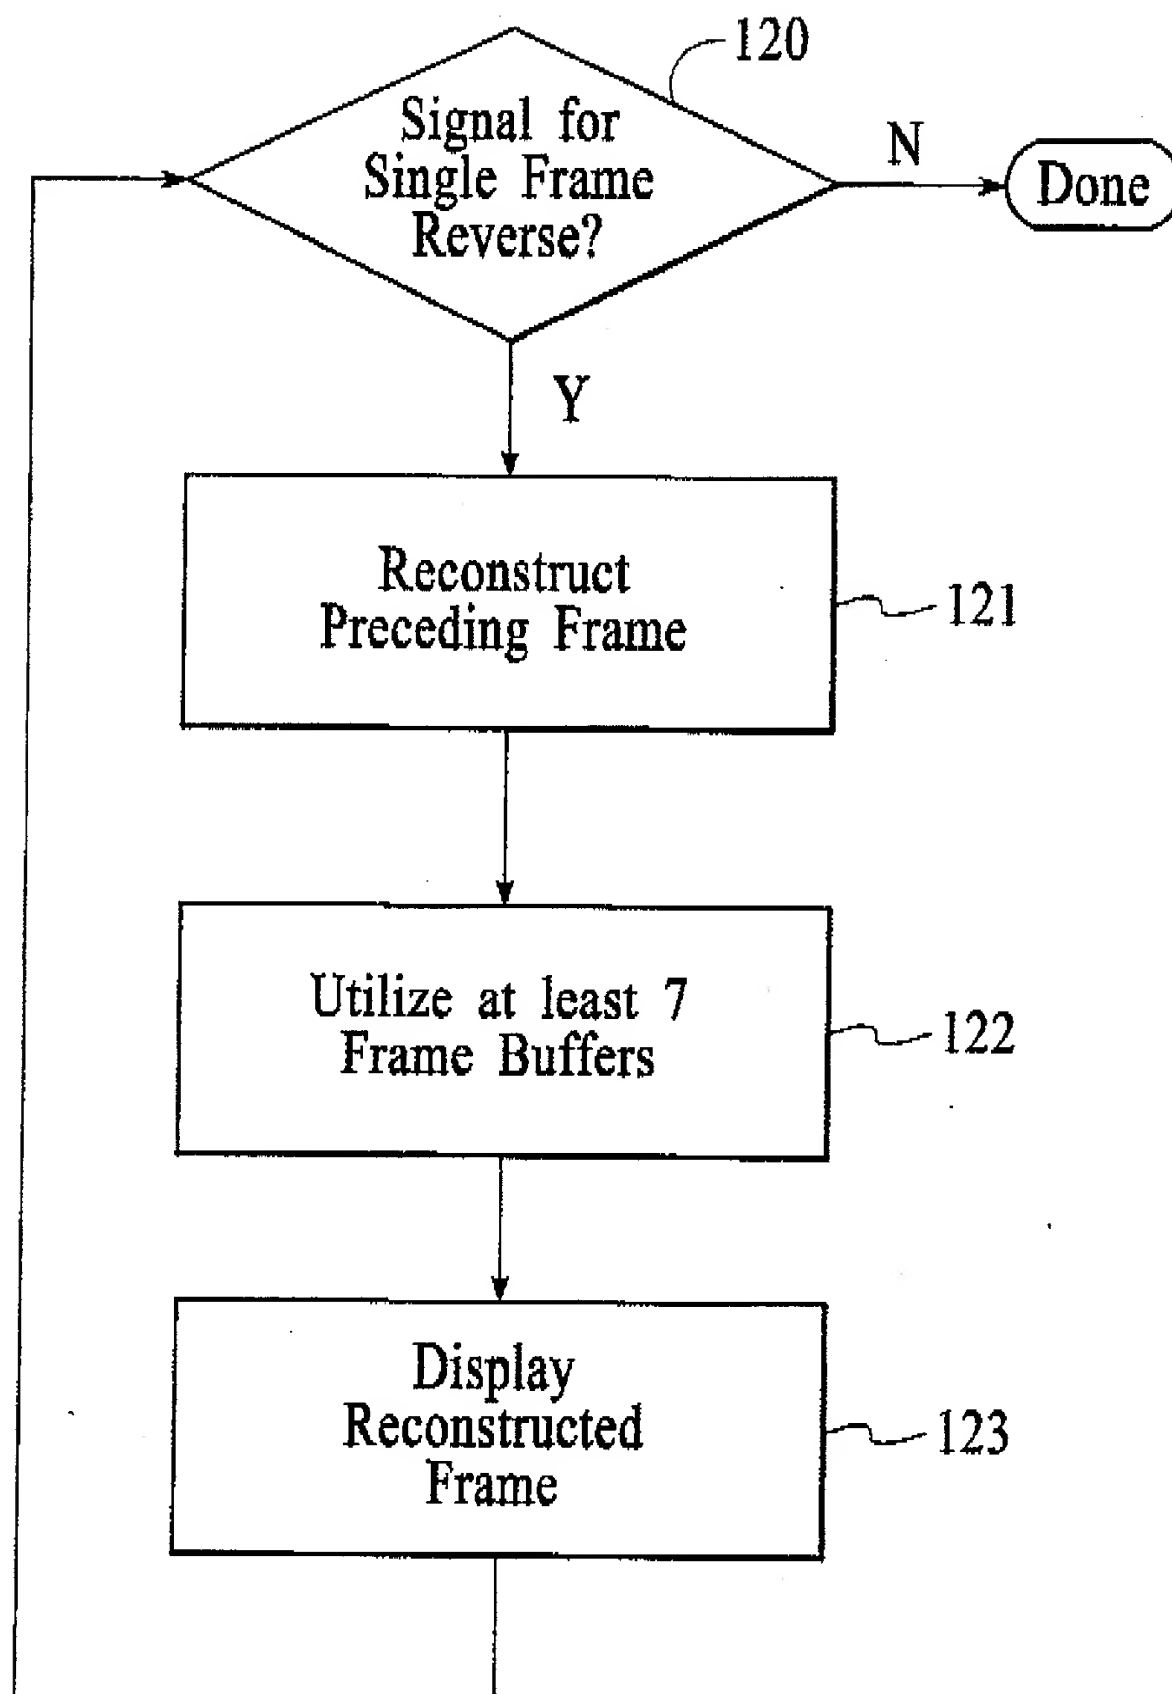 120
Signal for
Single Frame
Reverse?
N
Done
Y
Reconstruct
Preceding Frame
121
Utilize at least 7
Frame Buffers
122
Display
Reconstructed
Frame
123